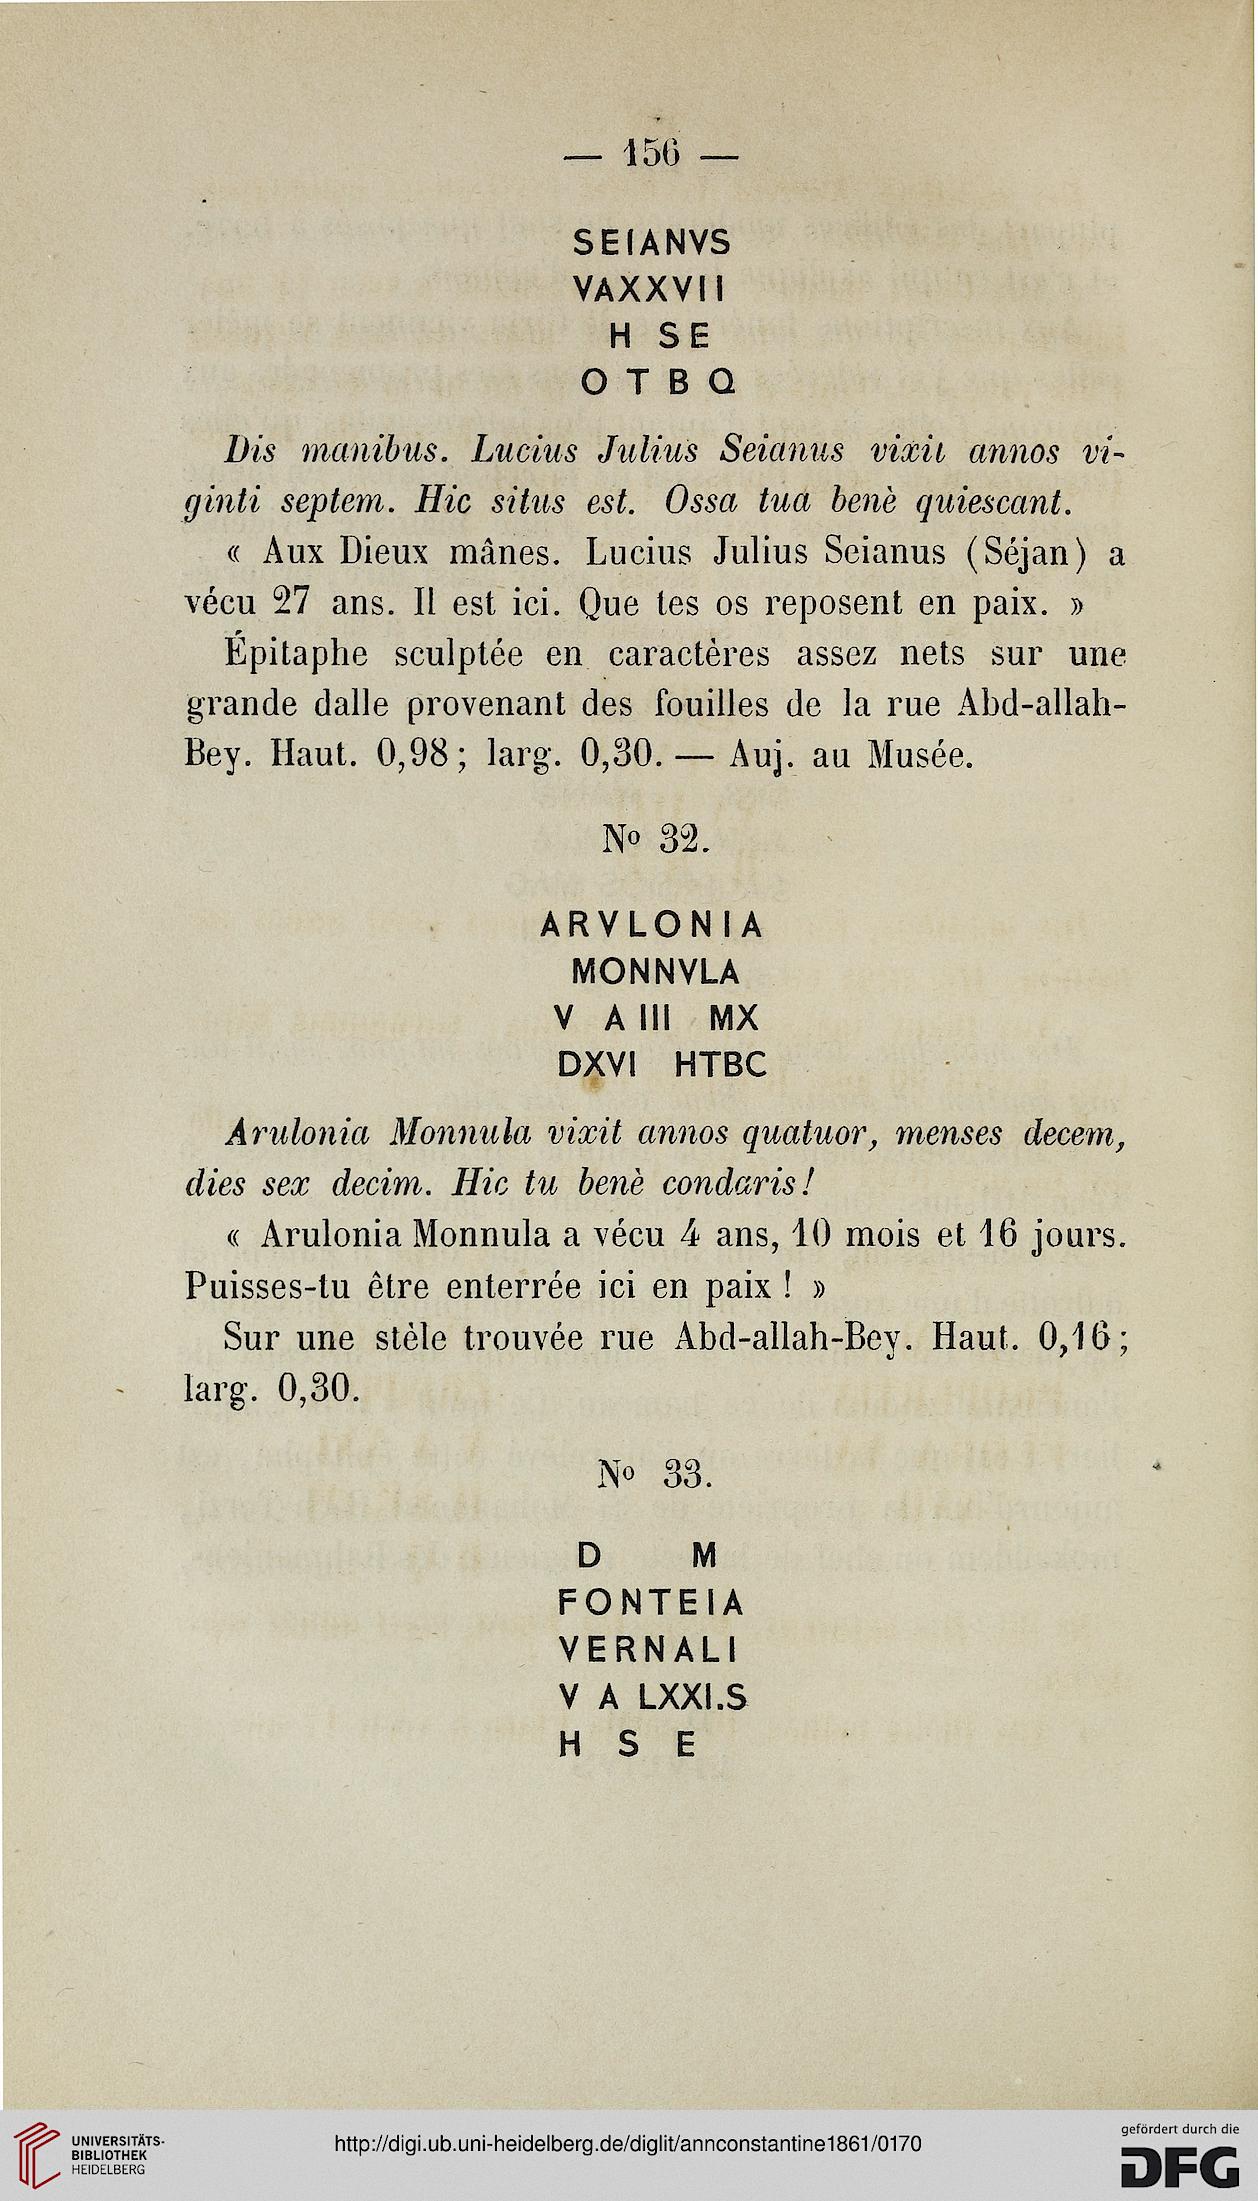 — 156 —
SEIANVS
VAXXVII
H SE
O T B Q
Dis manibus. Lucius Julius Seianus vixit annos vi-
ginti septem. Hic situs est. Ossa tua benè quiescant.
« Aux Dieux mânes. Lucius Julius Seianus (Séjan) a
vécu 27 ans. Il est ici. Que tes os reposent en paix. »
Épitaphe sculptée en caractères assez nets sur une
grande dalle provenant des fouilles de la rue Abd-allah-
Bey. Haut. 0,98; larg. 0,30. — Auj. au Musée.
No 32.
ARVLONIA
MONNVLA
V A III MX
DXVI HTBC
Arulonia Monnula vixit annos quatuor, menses decem,
dies sex decim. Hic tu benè condaris!
« Arulonia Monnula a vécu 4 ans, 10 mois et 16 jours.
Puisses-tu être enterrée ici en paix ! »
Sur une stèle trouvée rue Abd-allah-Bey. Haut. 0,16;
larg. 0,30.
No 33.
D M
FONTEIA
VERNALI
V A LXXI.S
H S E
UNIVERSITÄTS-
BIBLIOTHEK
HEIDELBERG
http://digi.ub.uni-heidelberg.de/diglit/annconstantine1861/0170
gefördert durch die
DFG